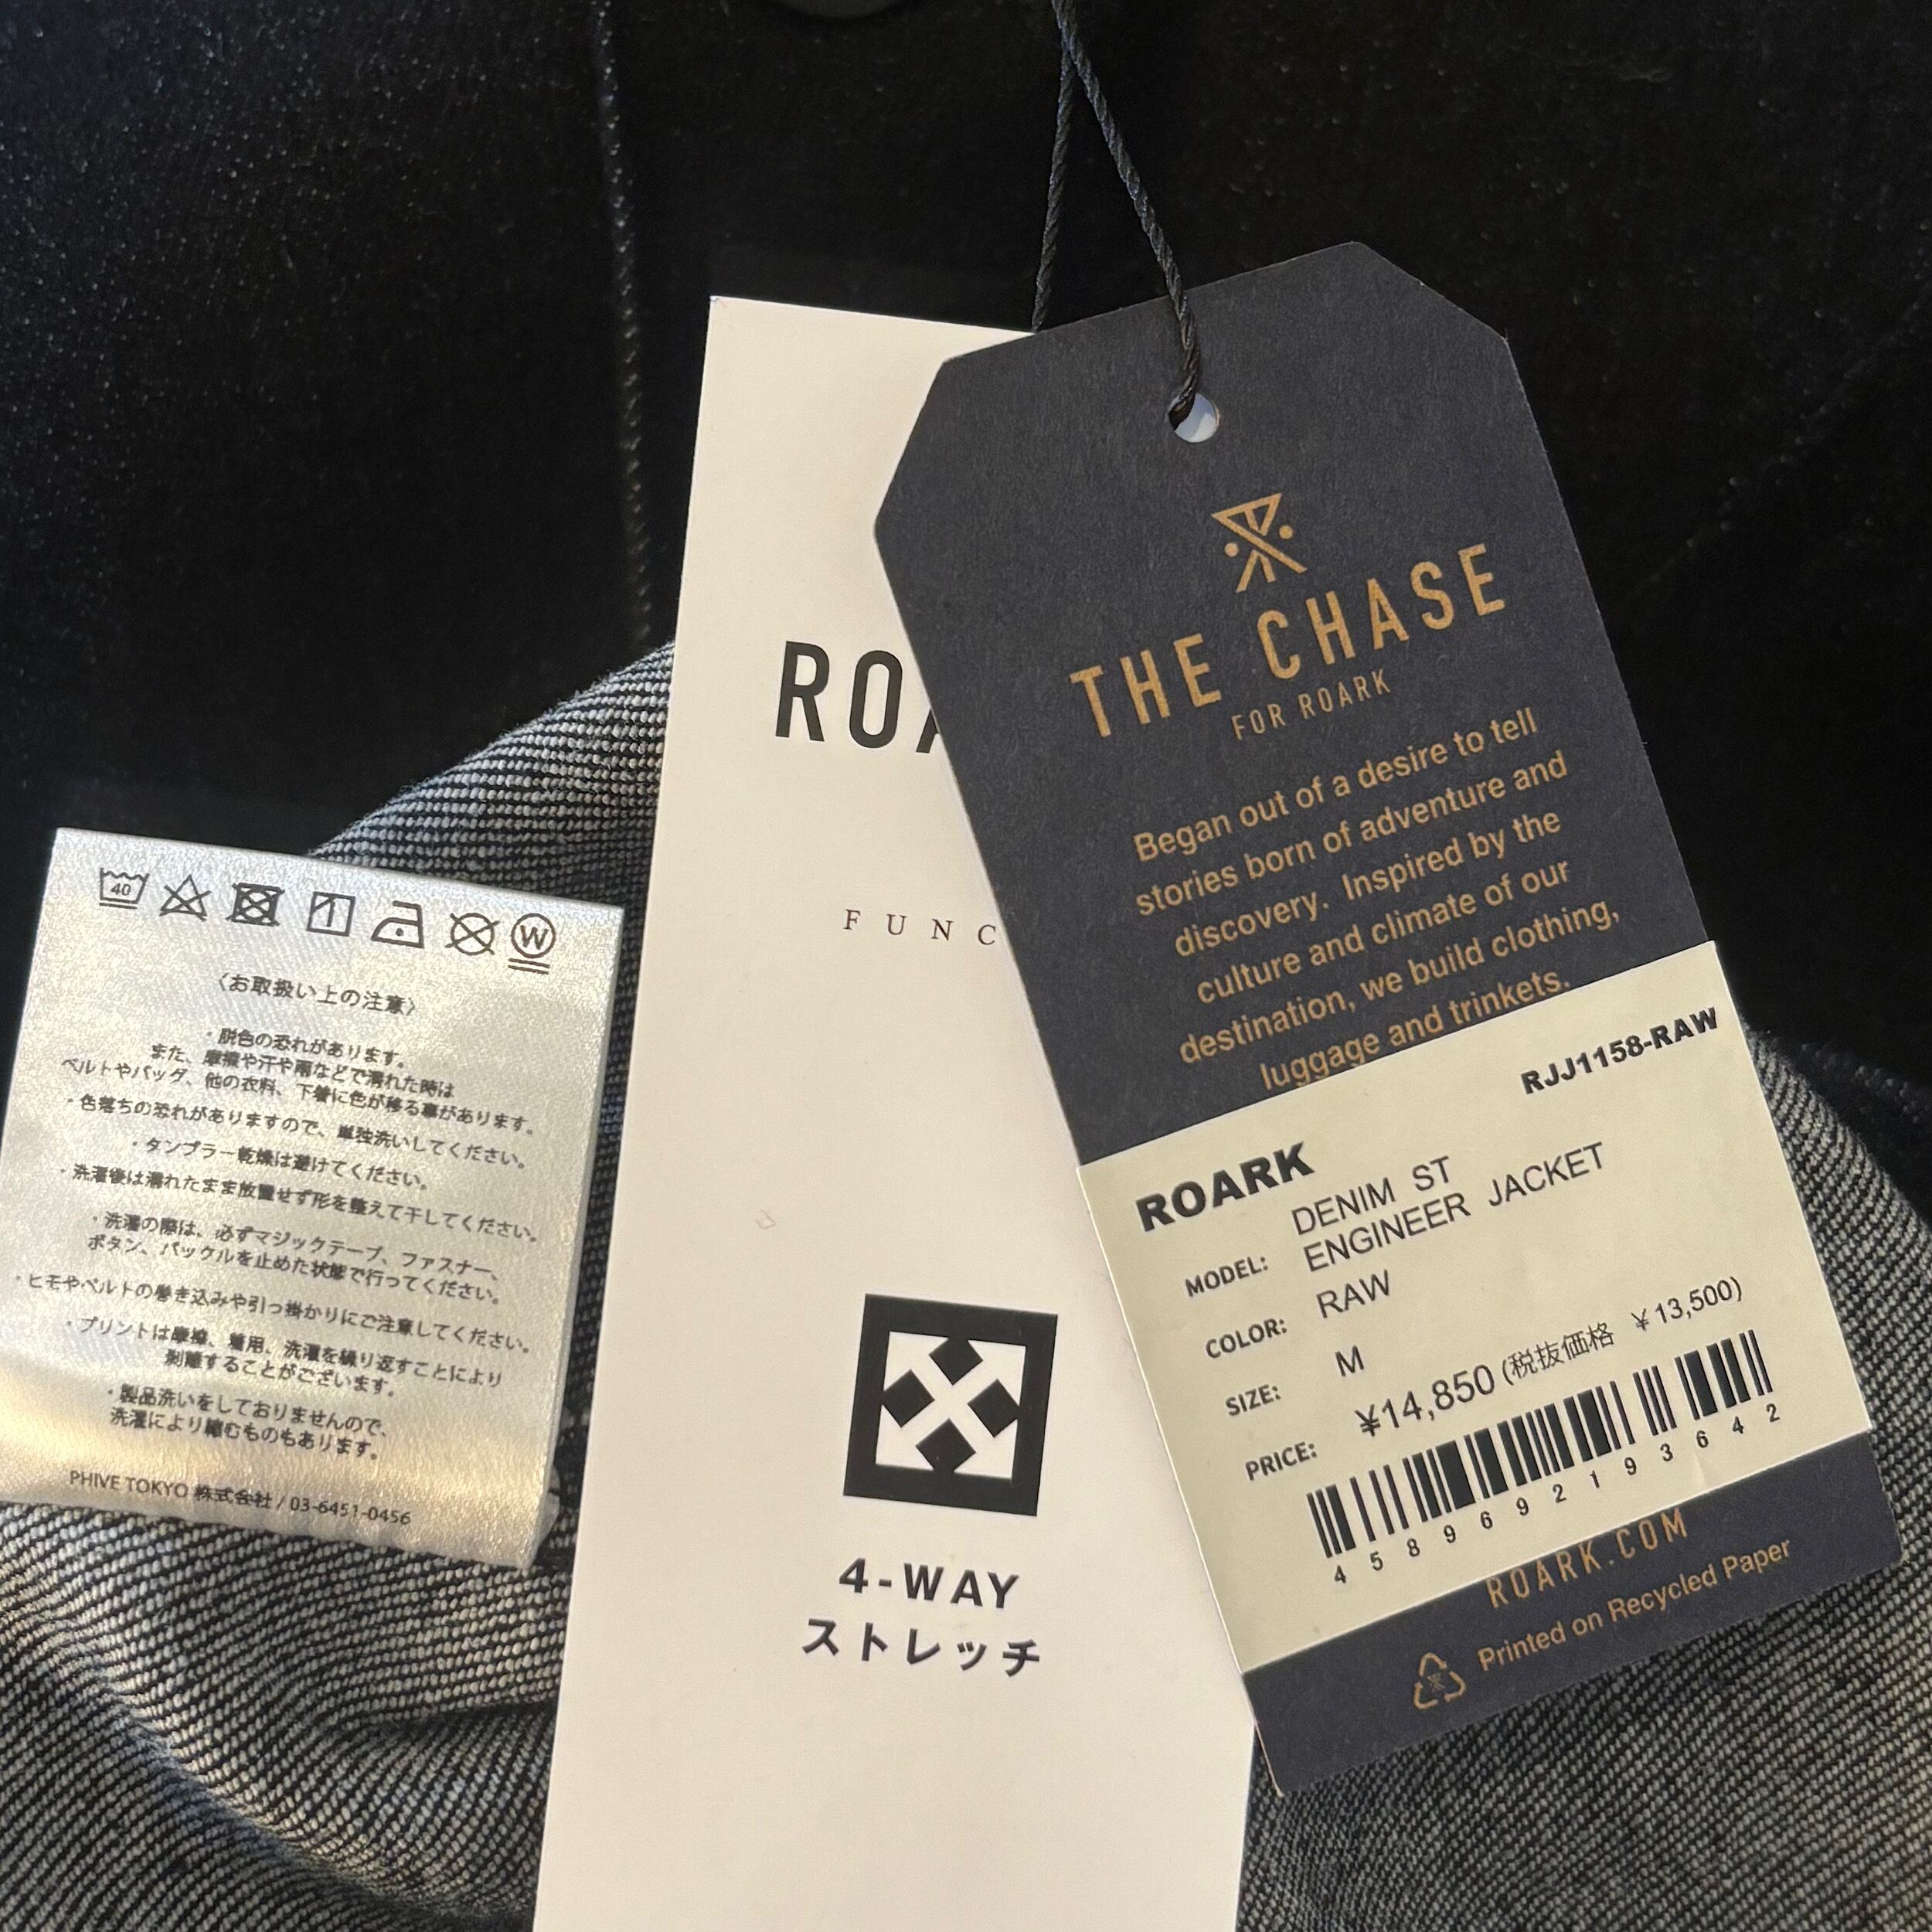 40
W
〈お取扱い上の注意〉
・脱色の恐れがあります。
また、摩擦や汗や雨などで濡れた時は
ベルトやバッグ、他の衣料、下着に色が移る事があります。
・色落ちの恐れがありますので、単独洗いしてください。
・タンブラー乾燥は避けてください。
・洗濯後は濡れたまま放置せず形を整えて干してください。
・洗濯の際は、必ずマジックテープ、ファスナー、
ボタン、バックルを止めた状態で行ってください。
・ヒモやベルトの巻き込みや引っ掛かりにご注意してください。
・プリントは摩擦、着用、洗濯を繰り返すことにより
剥離することがございます。
・製品洗いをしておりませんので、
洗濯により縮むものもあります。
PHIVE TOKYO 株式会社 / 03-6451-0456
ROA
FUNC
4-WAY
ストレッチ
THE CHASE
FOR ROARK
Began out of a desire to tell
stories born of adventure and
discovery. Inspired by the
culture and climate of our
destination, we build clothing,
luggage and trinkets.
RJJ1158-RAW
ROARK
MODEL: DENIM ST
ENGINEER JACKET
COLOR: RAW
SIZE: M
PRICE: ¥14,850 (税抜価格 ¥13,500)
4589692193642
ROARK.COM
Printed on Recycled Paper